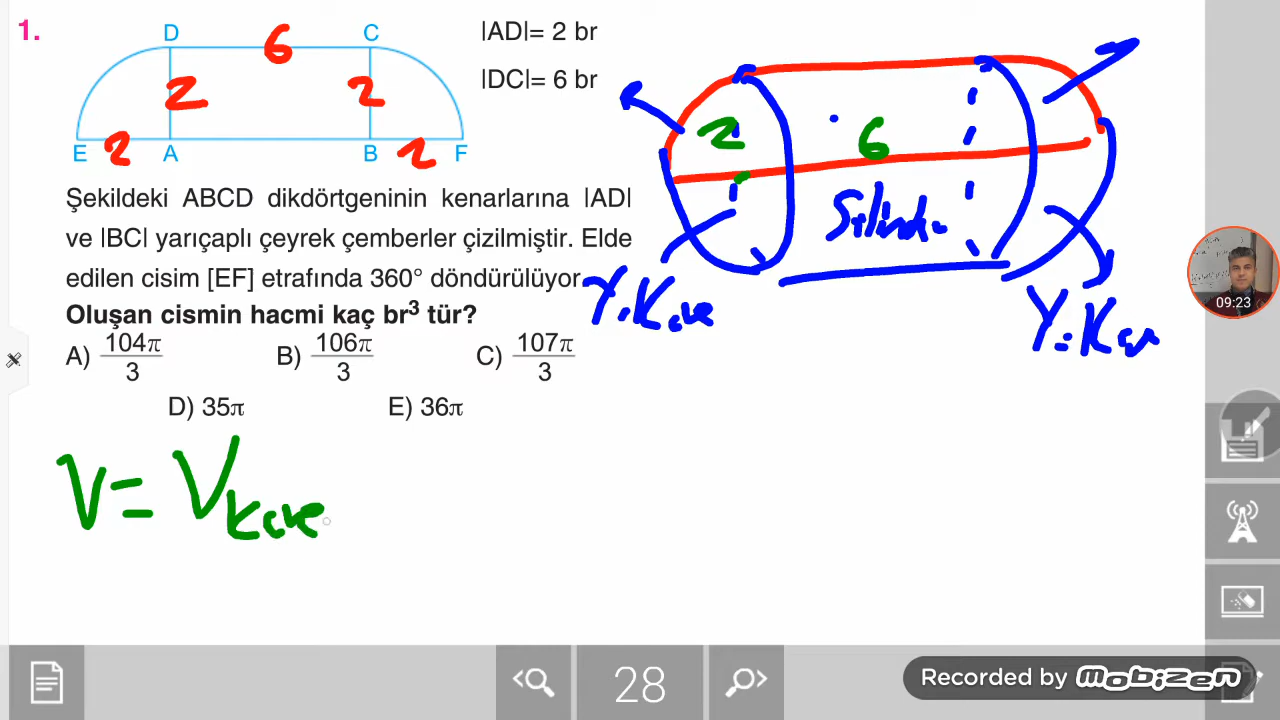 1.
D 6 C
2 2
E 2 A B 2 F
|AD|= 2 br
|DC|= 6 br
Şekildeki ABCD dikdörtgeninin kenarlarına |AD|
ve |BC| yarıçaplı çeyrek çemberler çizilmiştir. Elde
edilen cisim [EF] etrafında 360° döndürülüyor.
Oluşan cismin hacmi kaç br³ tür?
A) 104π/3 B) 106π/3 C) 107π/3
D) 35π E) 36π
2 6
Silindir
Y.Küre
V= Vküre
09:23
28
Recorded by mobizen